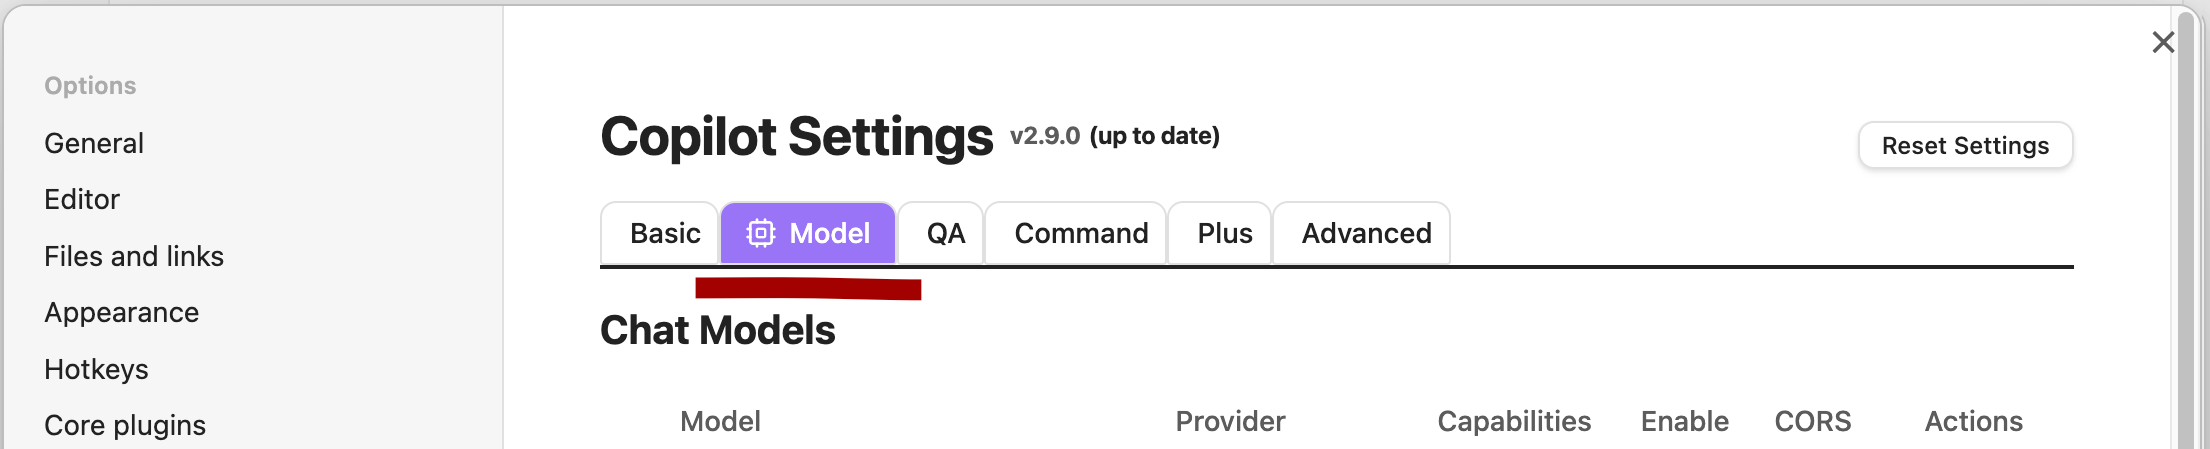 Options
General
Editor
Files and links
Appearance
Hotkeys
Core plugins
Copilot Settings v2.9.0 (up to date)
Reset Settings
Basic Model QA Command Plus Advanced
Chat Models
Model Provider Capabilities Enable CORS Actions